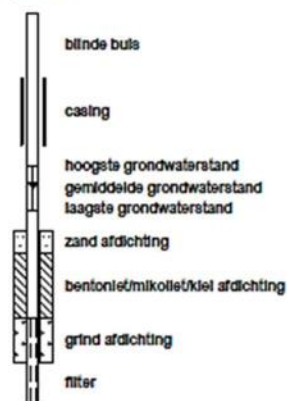 blinde buis
casing
hoogste grondwaterstand
gemiddelde grondwaterstand
laagste grondwaterstand
zand afdichting
bentoniet/mikoliet/klei afdichting
grind afdichting
filter